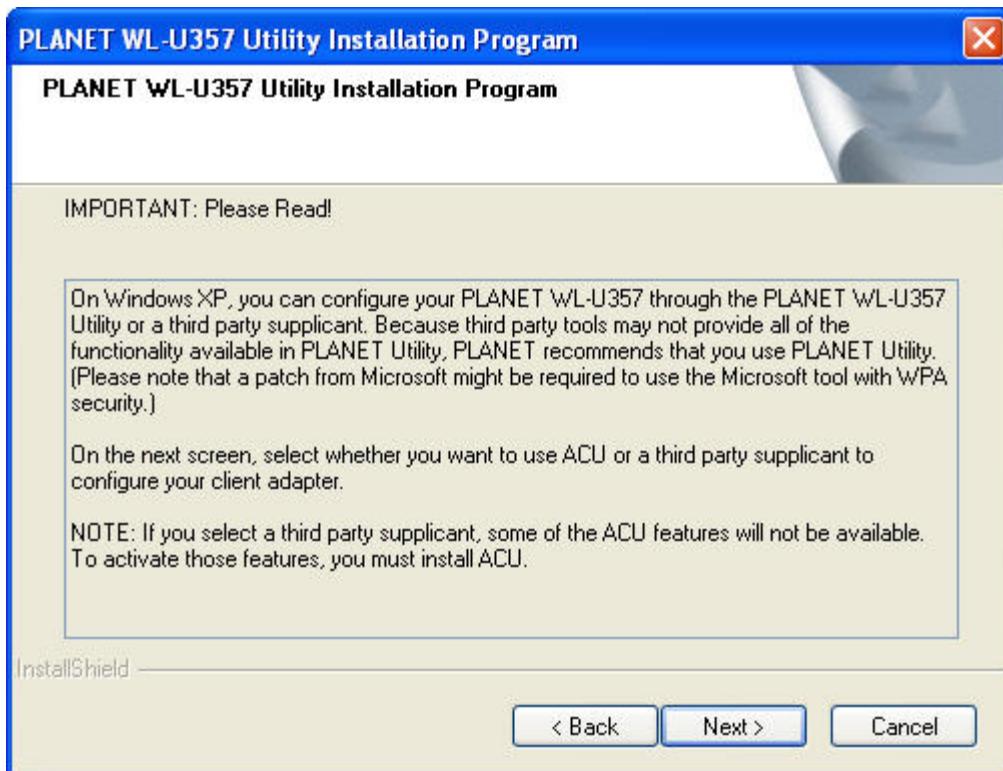 PLANET WL-U357 Utility Installation Program
PLANET WL-U357 Utility Installation Program
IMPORTANT: Please Read!
On Windows XP, you can configure your PLANET WL-U357 through the PLANET WL-U357
Utility or a third party supplicant. Because third party tools may not provide all of the
functionality available in PLANET Utility, PLANET recommends that you use PLANET Utility.
(Please note that a patch from Microsoft might be required to use the Microsoft tool with WPA
security.)
On the next screen, select whether you want to use ACU or a third party supplicant to
configure your client adapter.
NOTE: If you select a third party supplicant, some of the ACU features will not be available.
To activate those features, you must install ACU.
InstallShield
< Back
Next >
Cancel